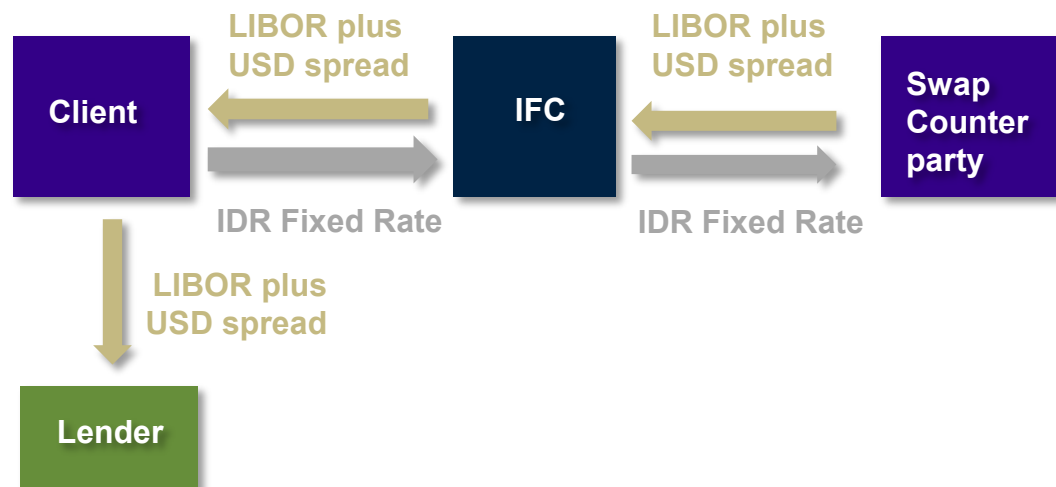 LIBOR plus
USD spread
LIBOR plus
USD spread
Client
IFC
Swap
Counter
party
IDR Fixed Rate
IDR Fixed Rate
LIBOR plus
USD spread
Lender